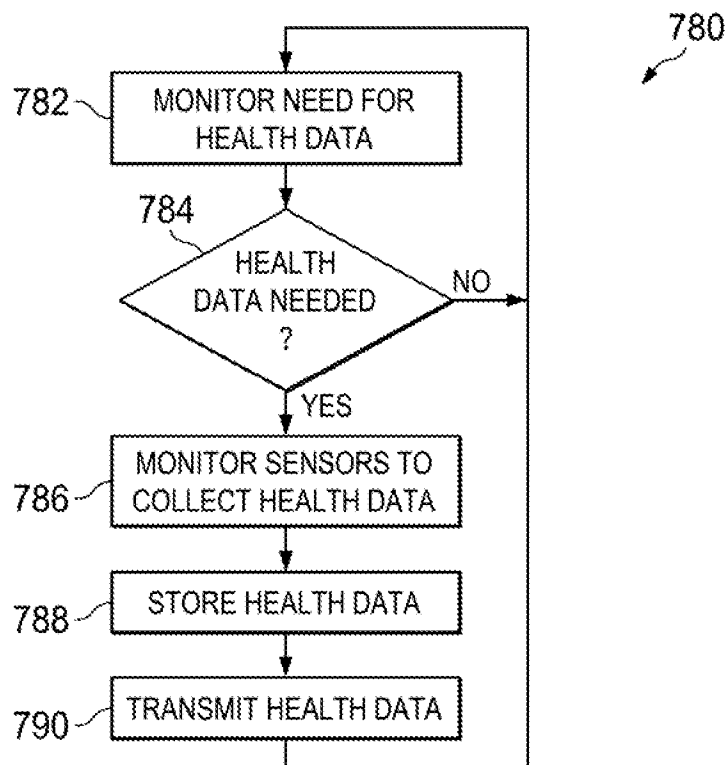 780
782
MONITOR NEED FOR
HEALTH DATA
784
HEALTH
DATA NEEDED
?
NO
YES
786
MONITOR SENSORS TO
COLLECT HEALTH DATA
788
STORE HEALTH DATA
790
TRANSMIT HEALTH DATA